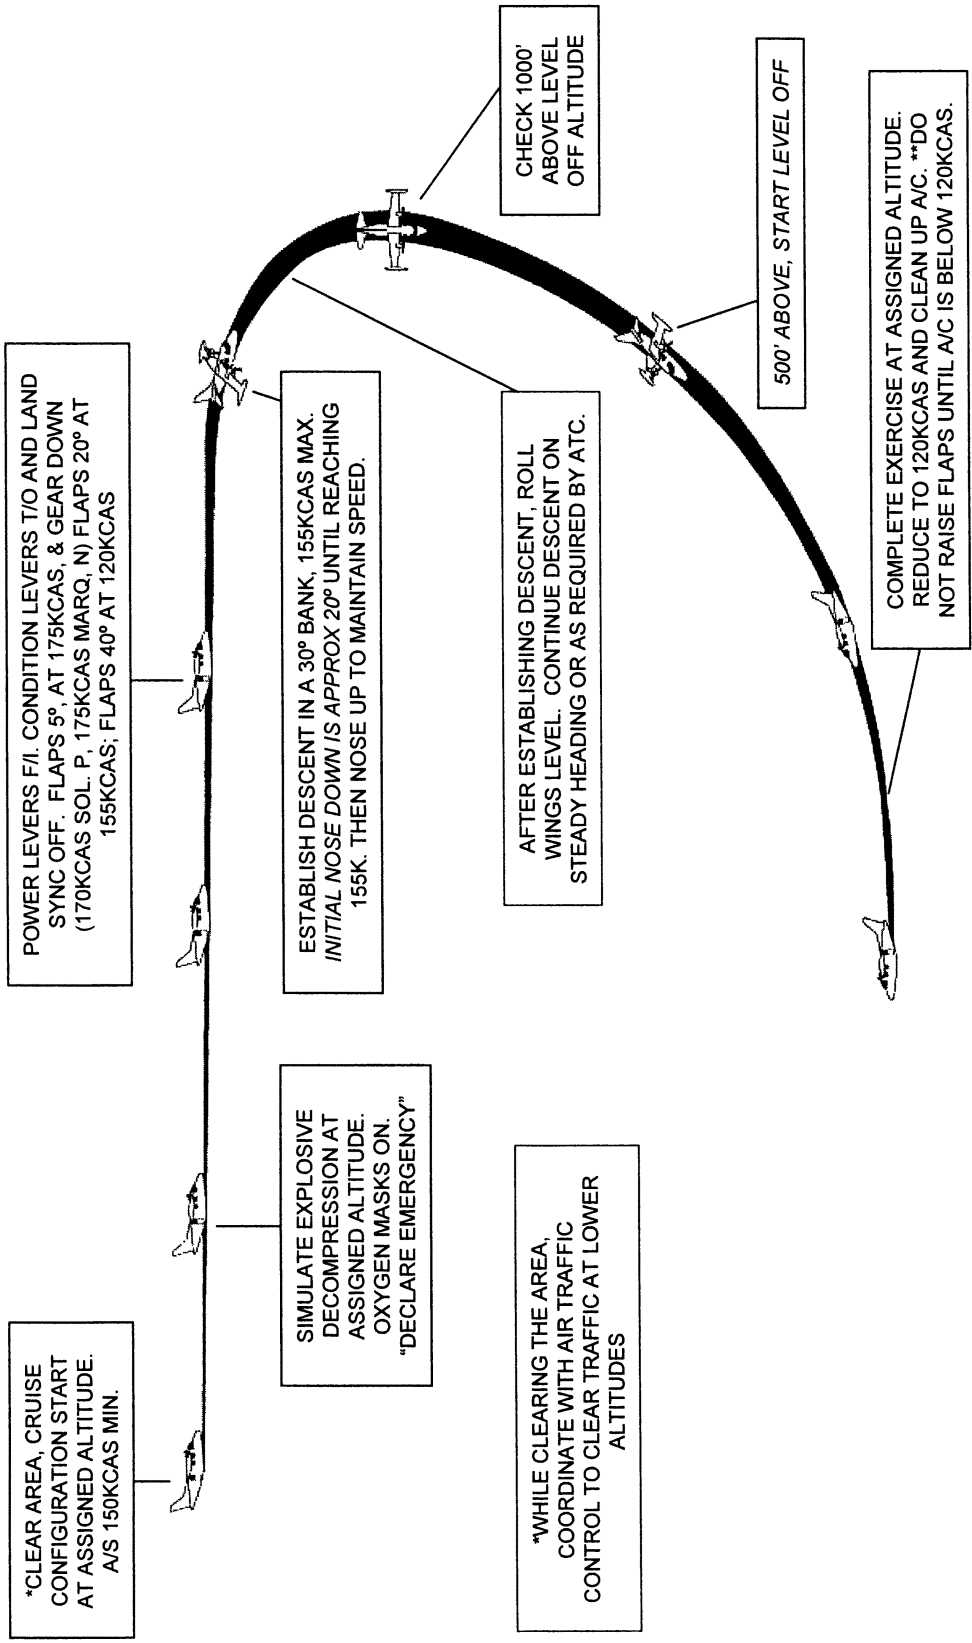 *CLEAR AREA, CRUISE
CONFIGURATION START
AT ASSIGNED ALTITUDE.
A/S 150KCAS MIN.
SIMULATE EXPLOSIVE
DECOMPRESSION AT
ASSIGNED ALTITUDE.
OXYGEN MASKS ON.
"DECLARE EMERGENCY"
POWER LEVERS F/I. CONDITION LEVERS T/O AND LAND
SYNC OFF. FLAPS 5º, AT 175KCAS, & GEAR DOWN
(170KCAS SOL. P, 175KCAS MARQ, N) FLAPS 20º AT
155KCAS; FLAPS 40º AT 120KCAS
ESTABLISH DESCENT IN A 30º BANK, 155KCAS MAX.
INITIAL NOSE DOWN IS APPROX 20º UNTIL REACHING
155K. THEN NOSE UP TO MAINTAIN SPEED.
AFTER ESTABLISHING DESCENT, ROLL
WINGS LEVEL. CONTINUE DESCENT ON
STEADY HEADING OR AS REQUIRED BY ATC.
CHECK 1000'
ABOVE LEVEL
OFF ALTITUDE
500' ABOVE, START LEVEL OFF
COMPLETE EXERCISE AT ASSIGNED ALTITUDE.
REDUCE TO 120KCAS AND CLEAN UP A/C. **DO
NOT RAISE FLAPS UNTIL A/C IS BELOW 120KCAS.
*WHILE CLEARING THE AREA,
COORDINATE WITH AIR TRAFFIC
CONTROL TO CLEAR TRAFFIC AT LOWER
ALTITUDES